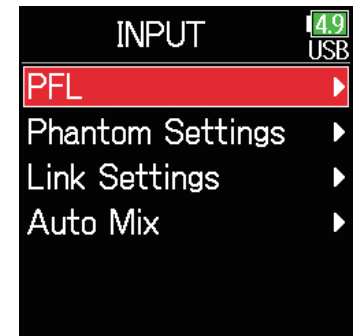 INPUT
4.9
USB
PFL
Phantom Settings
Link Settings
Auto Mix